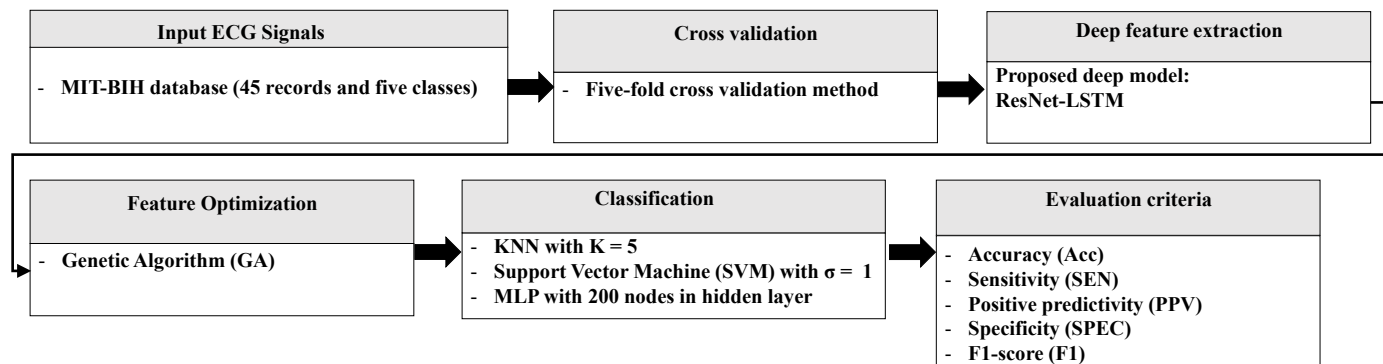 Input ECG Signals
- MIT-BIH database (45 records and five classes)
Cross validation
- Five-fold cross validation method
Deep feature extraction
Proposed deep model:
ResNet-LSTM
Feature Optimization
- Genetic Algorithm (GA)
Classification
- KNN with K = 5
- Support Vector Machine (SVM) with σ = 1
- MLP with 200 nodes in hidden layer
Evaluation criteria
- Accuracy (Acc)
- Sensitivity (SEN)
- Positive predictivity (PPV)
- Specificity (SPEC)
- F1-score (F1)